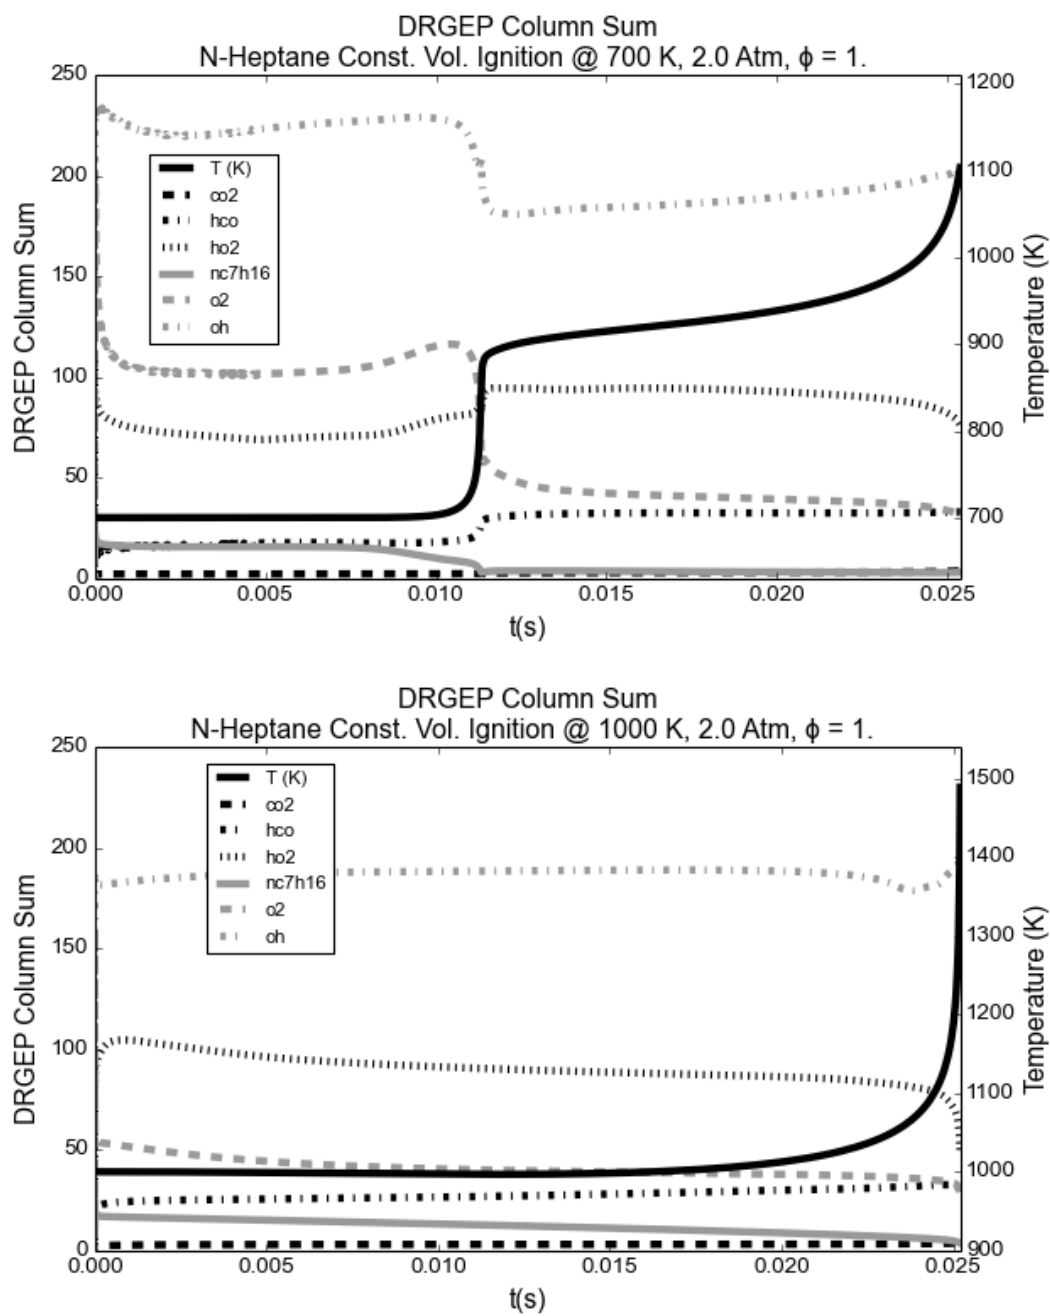 DRGEP Column Sum
N-Heptane Const. Vol. Ignition @ 700 K, 2.0 Atm, ϕ = 1.
250
200
150
100
50
0
DRGEP Column Sum
T (K)
co2
hco
ho2
nc7h16
o2
oh
1200
1100
1000
900
800
700
Temperature (K)
0.000
0.005
0.010
0.015
0.020
0.025
t(s)
DRGEP Column Sum
N-Heptane Const. Vol. Ignition @ 1000 K, 2.0 Atm, ϕ = 1.
250
200
150
100
50
0
DRGEP Column Sum
T (K)
co2
hco
ho2
nc7h16
o2
oh
1500
1400
1300
1200
1100
1000
900
Temperature (K)
0.000
0.005
0.010
0.015
0.020
0.025
t(s)